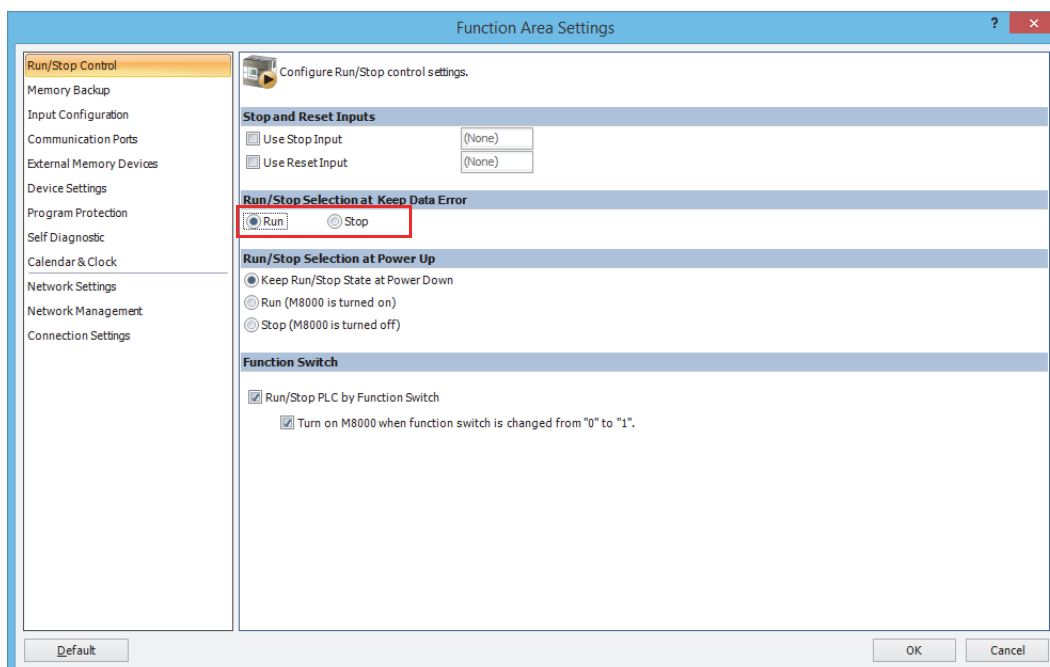 Function Area Settings
?
×
Run/Stop Control
Memory Backup
Input Configuration
Communication Ports
External Memory Devices
Device Settings
Program Protection
Self Diagnostic
Calendar & Clock
Network Settings
Network Management
Connection Settings
Configure Run/Stop control settings.
Stop and Reset Inputs
Use Stop Input (None)
Use Reset Input (None)
Run/Stop Selection at Keep Data Error
Run Stop
Run/Stop Selection at Power Up
Keep Run/Stop State at Power Down
Run (M8000 is turned on)
Stop (M8000 is turned off)
Function Switch
Run/Stop PLC by Function Switch
Turn on M8000 when function switch is changed from "0" to "1".
Default
OK
Cancel